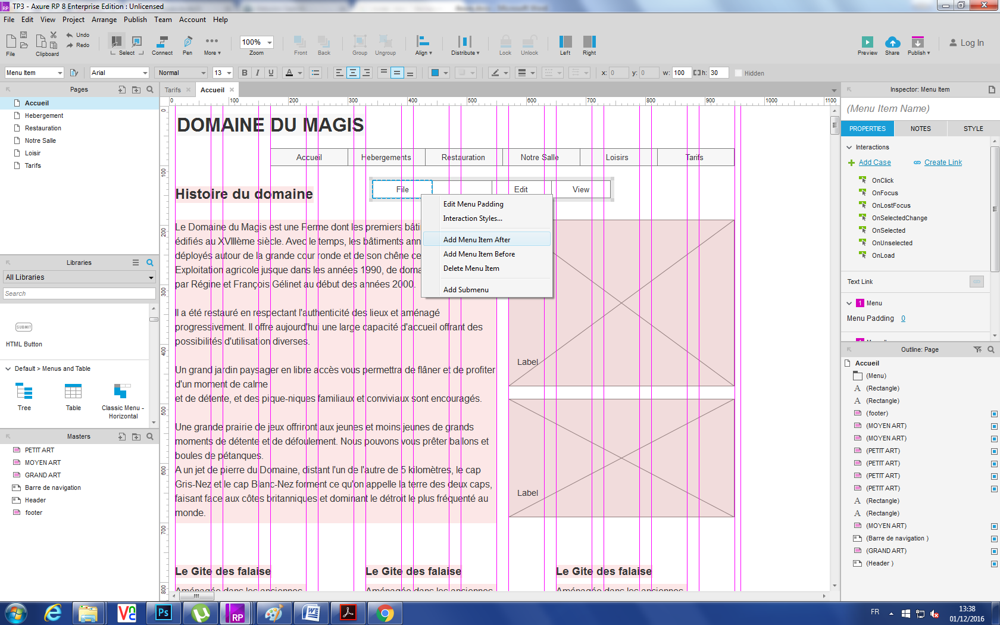 TP3 - Axure RP 8 Enterprise Edition : Unlicensed
File Edit View Project Arrange Publish Team Account Help
Undo
Redo
File Clipboard Select Connect Pen More 100% Zoom Front Back Group Ungroup Align Distribute Lock Unlock Left Right Preview Share Publish Log In
Menu Item Arial Normal 13 B I U A x: 0 y: 0 w: 100 h: 30 Hidden
Pages
Accueil
Hebergement
Restauration
Notre Salle
Loisir
Tarifs
Libraries
All Libraries
Search
SUBMIT
HTML Button
Default > Menus and Table
Tree
Table
Classic Menu -
Horizontal
Masters
PETIT ART
MOYEN ART
GRAND ART
Barre de navigation
Header
footer
Tarifs Accueil
0 100 200 300 400 500 600 700 800 900 1000 1100
0
100
200
300
400
500
600
700
800
DOMAINE DU MAGIS
Accueil Hebergements Restauration Notre Salle Loisirs Tarifs
File Edit View
Histoire du domaine
Edit Menu Padding
Interaction Styles...
Add Menu Item After
Add Menu Item Before
Delete Menu Item
Add Submenu
Le Domaine du Magis est une Ferme dont les premiers bâti
édifiés au XVIIIème siècle. Avec le temps, les bâtiments ann
déployés autour de la grande cour ronde et de son chêne ce
Exploitation agricole jusque dans les années 1990, de doma
par Régine et François Gélinet au début des années 2000.
Il a été restauré en respectant l'authenticité des lieux et aménagé
progressivement. Il offre aujourd'hui une large capacité d'accueil offrant des
possibilités d'utilisation diverses.
Un grand jardin paysager en libre accès vous permettra de flâner et de profiter
d'un moment de calme
et de détente, et des pique-niques familiaux et conviviaux sont encouragés.
Une grande prairie de jeux offriront aux jeunes et moins jeunes de grands
moments de détente et de défoulement. Nous pouvons vous prêter ballons et
boules de pétanques.
A un jet de pierre du Domaine, distant l'un de l'autre de 5 kilomètres, le cap
Gris-Nez et le cap Blanc-Nez forment ce qu'on appelle la terre des deux caps,
faisant face aux côtes britanniques et dominant le détroit le plus fréquenté au
monde.
Label
Label
Le Gite des falaise Le Gite des falaise Le Gite des falaise
Aménagée dans les anciennes Aménagée dans les anciennes Aménagée dans les anciennes
Inspector: Menu Item
(Menu Item Name)
PROPERTIES NOTES STYLE
Interactions
Add Case Create Link
OnClick
OnFocus
OnLostFocus
OnSelectedChange
OnSelected
OnUnselected
OnLoad
Text Link
1 Menu
Menu Padding 0
Outline: Page
Accueil
(Menu)
(Rectangle)
(Rectangle)
(footer)
(MOYEN ART)
(MOYEN ART)
(PETIT ART)
(PETIT ART)
(PETIT ART)
(PETIT ART)
(Rectangle)
(Rectangle)
(MOYEN ART)
(Barre de navigation )
(GRAND ART)
(Header )
Ps RP FR
13:38
01/12/2016